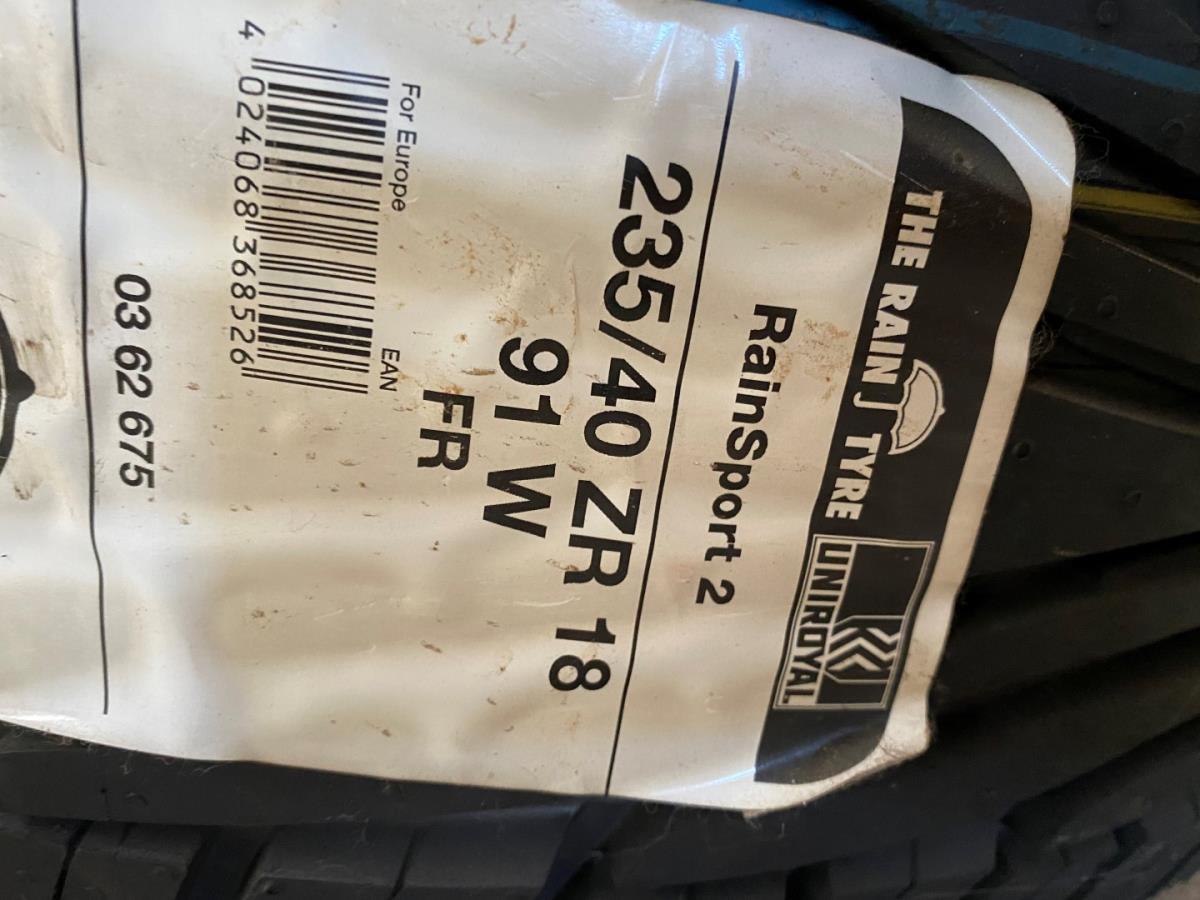 THE RAIN TYRE
UNIROYAL
RainSport 2
235/40 ZR 18
91 W
FR
For Europe
EAN
4 024068 368526
03 62 675